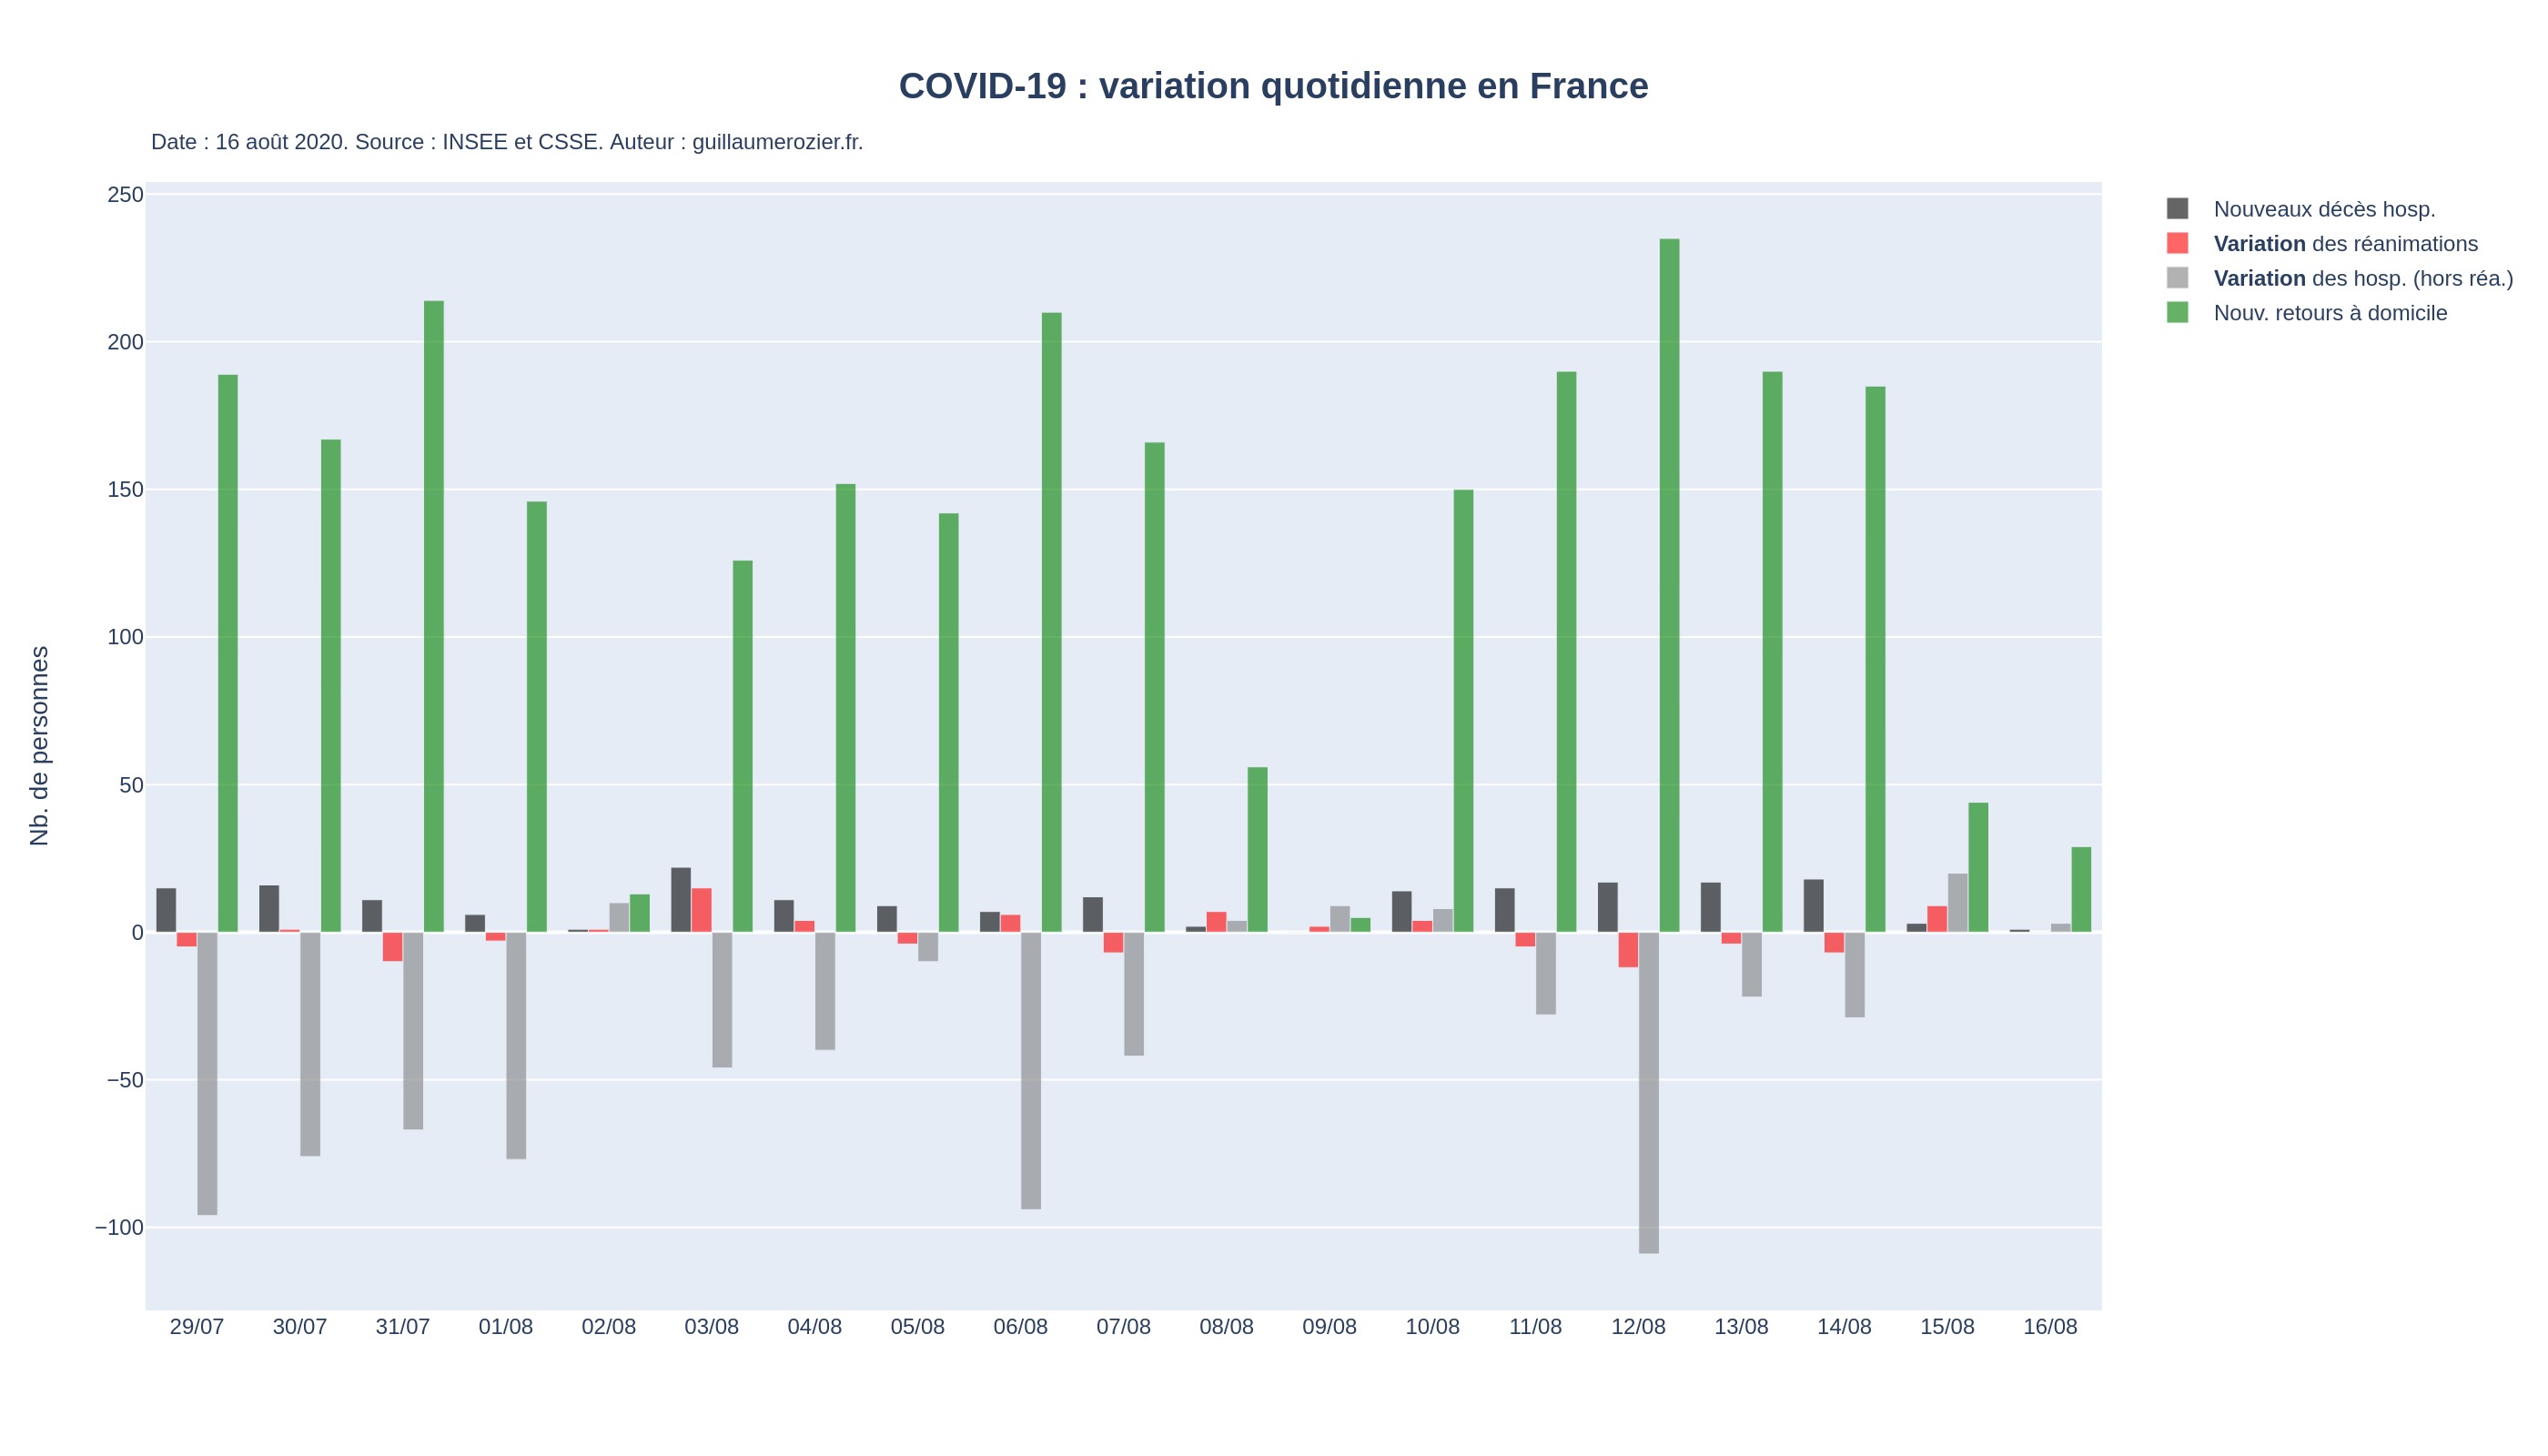 COVID-19 : variation quotidienne en France
Date : 16 août 2020. Source : INSEE et CSSE. Auteur : guillaumerozier.fr.
Nouveaux décès hosp.
Variation des réanimations
Variation des hosp. (hors réa.)
Nouv. retours à domicile
Nb. de personnes
250
200
150
100
50
0
−50
−100
29/07 30/07 31/07 01/08 02/08 03/08 04/08 05/08 06/08 07/08 08/08 09/08 10/08 11/08 12/08 13/08 14/08 15/08 16/08